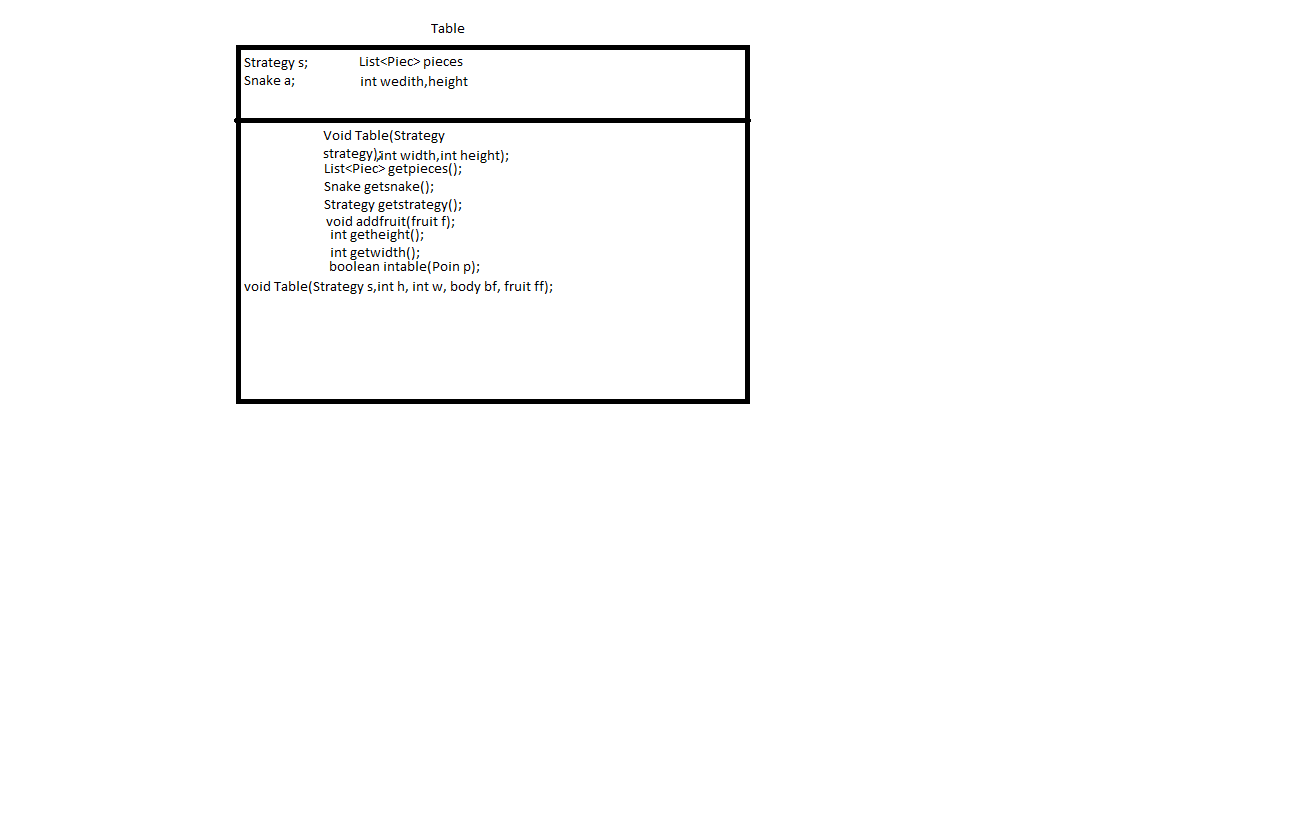 Table
Strategy s; List<Piec> pieces
Snake a; int wedith,height
Void Table(Strategy
strategy),int width,int height);
List<Piec> getpieces();
Snake getsnake();
Strategy getstrategy();
void addfruit(fruit f);
int getheight();
int getwidth();
boolean intable(Poin p);
void Table(Strategy s,int h, int w, body bf, fruit ff);